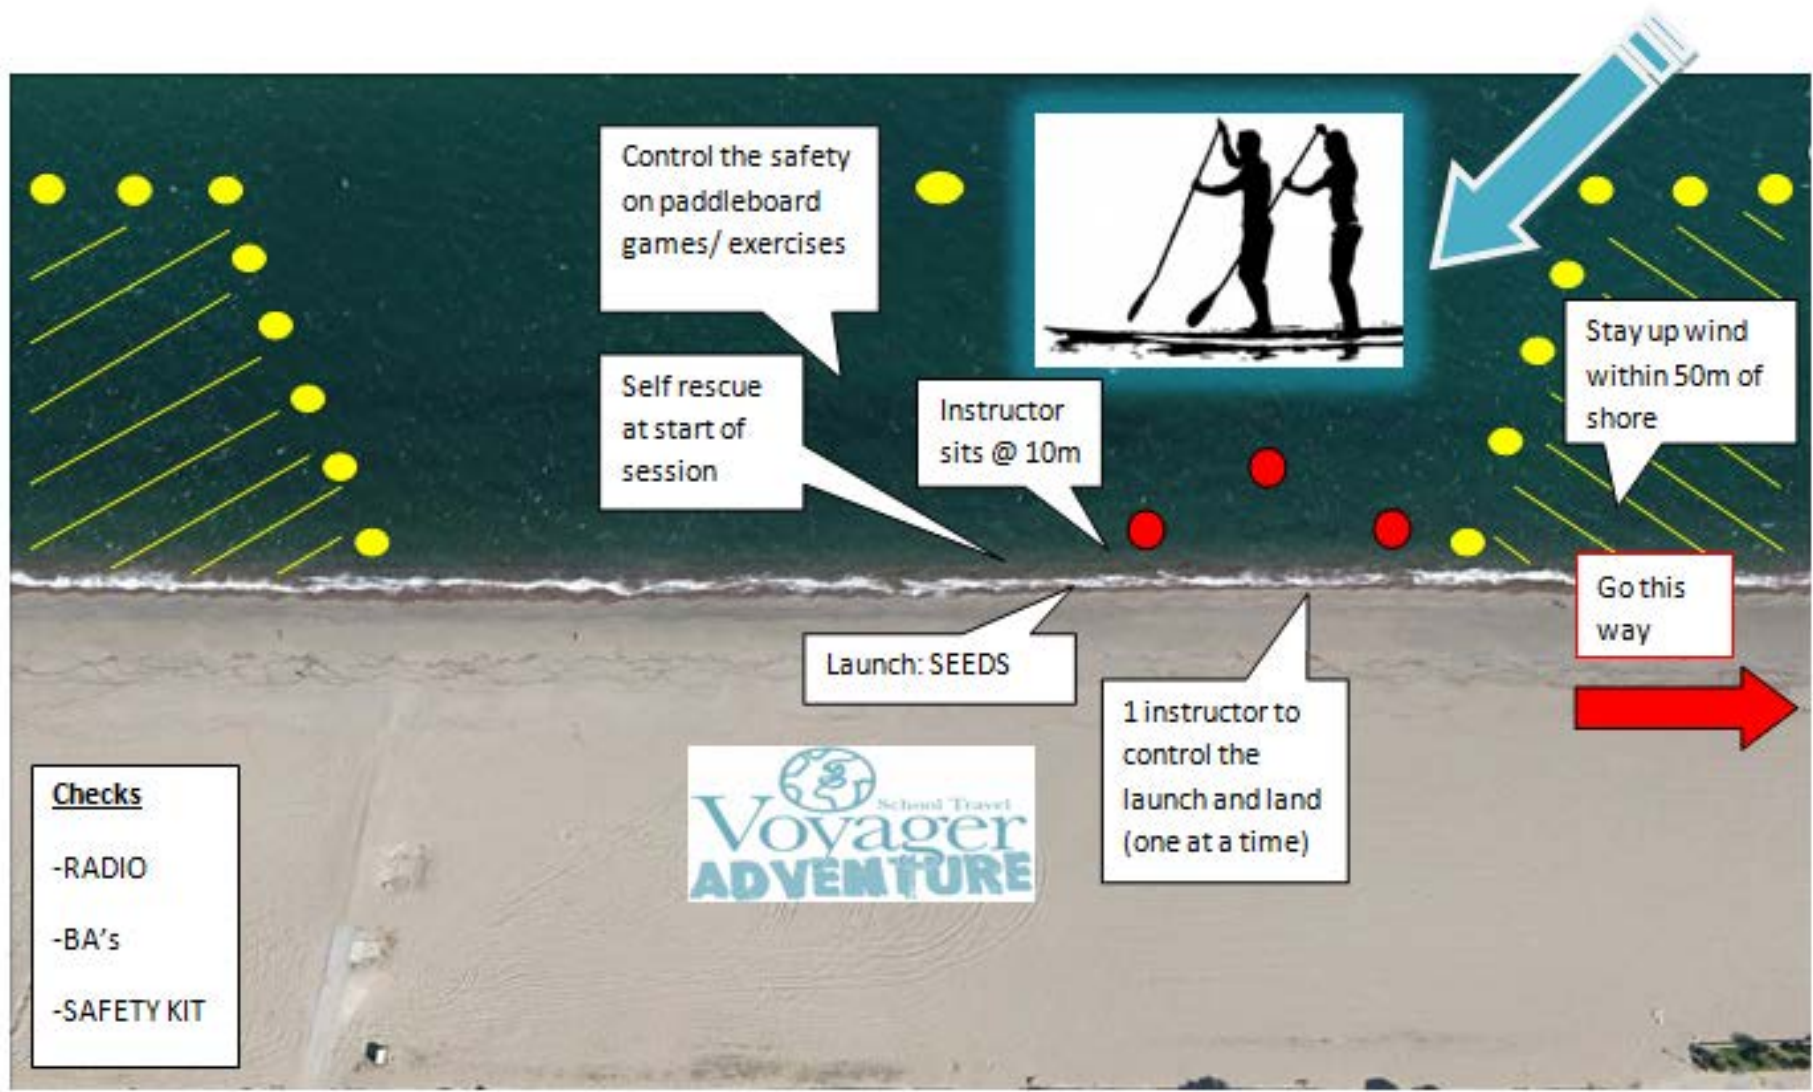 Control the safety
on paddleboard
games/ exercises
Self rescue
at start of
session
Instructor
sits @ 10m
Stay up wind
within 50m of
shore
Go this
way
Launch: SEEDS
1 instructor to
control the
launch and land
(one at a time)
School Travel
Voyager
ADVENTURE
Checks
-RADIO
-BA's
-SAFETY KIT